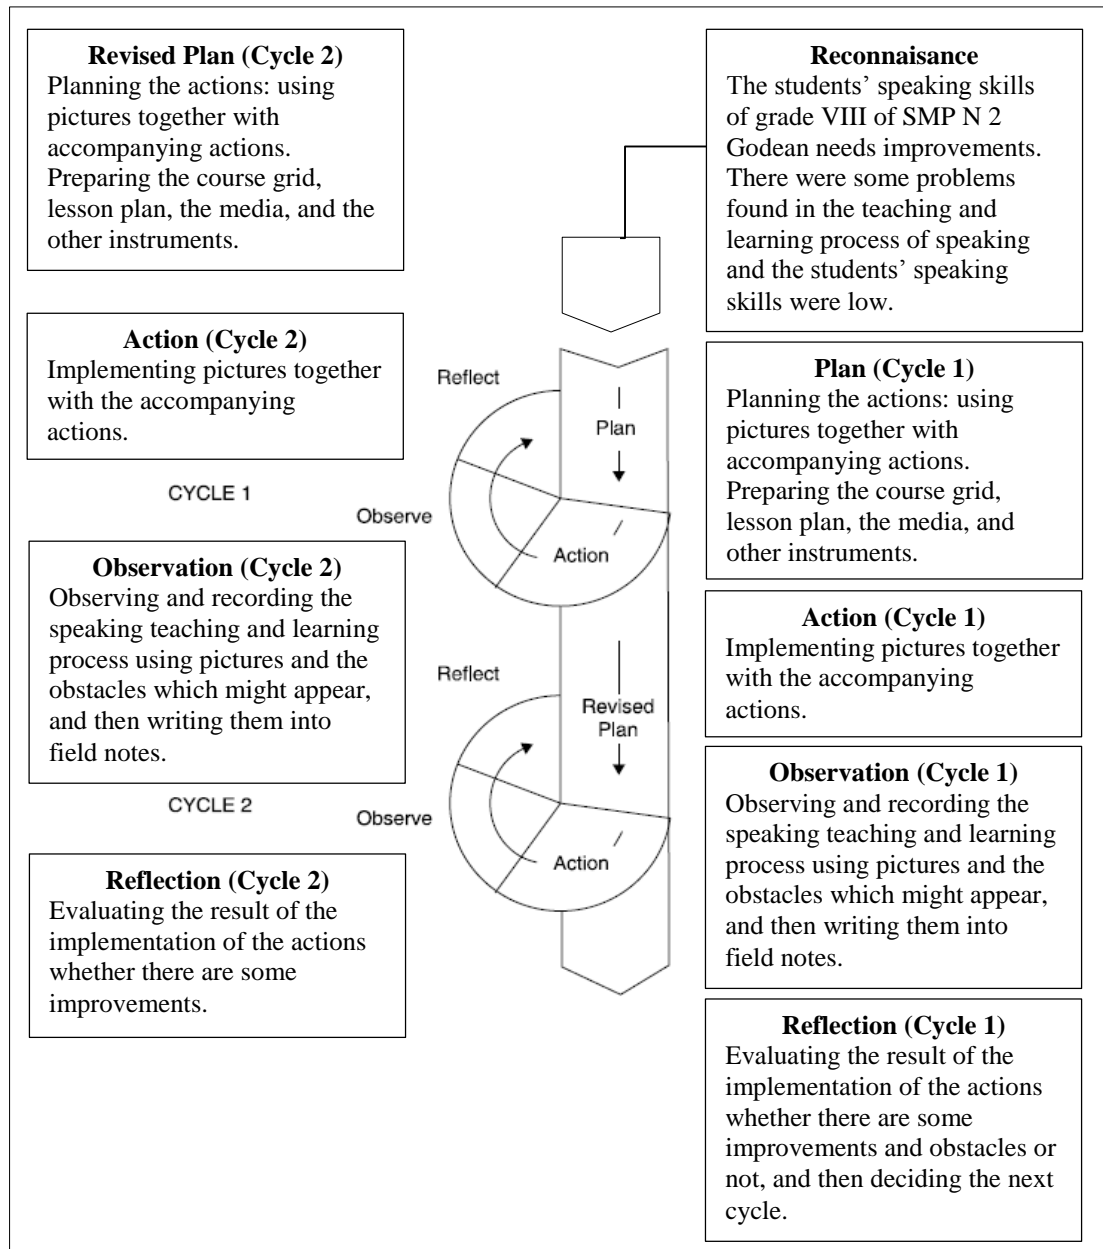 Revised Plan (Cycle 2)
Planning the actions: using
pictures together with
accompanying actions.
Preparing the course grid,
lesson plan, the media, and the
other instruments.
Action (Cycle 2)
Implementing pictures together
with the accompanying
actions.
CYCLE 1
Observation (Cycle 2)
Observing and recording the
speaking teaching and learning
process using pictures and the
obstacles which might appear,
and then writing them into
field notes.
CYCLE 2
Reflection (Cycle 2)
Evaluating the result of the
implementation of the actions
whether there are some
improvements.
Reflect
Plan
Observe
Action
Reflect
Revised
Plan
Observe
Action
Reconnaisance
The students’ speaking skills
of grade VIII of SMP N 2
Godean needs improvements.
There were some problems
found in the teaching and
learning process of speaking
and the students’ speaking
skills were low.
Plan (Cycle 1)
Planning the actions: using
pictures together with
accompanying actions.
Preparing the course grid,
lesson plan, the media, and
other instruments.
Action (Cycle 1)
Implementing pictures together
with the accompanying
actions.
Observation (Cycle 1)
Observing and recording the
speaking teaching and learning
process using pictures and the
obstacles which might appear,
and then writing them into
field notes.
Reflection (Cycle 1)
Evaluating the result of the
implementation of the actions
whether there are some
improvements and obstacles or
not, and then deciding the next
cycle.